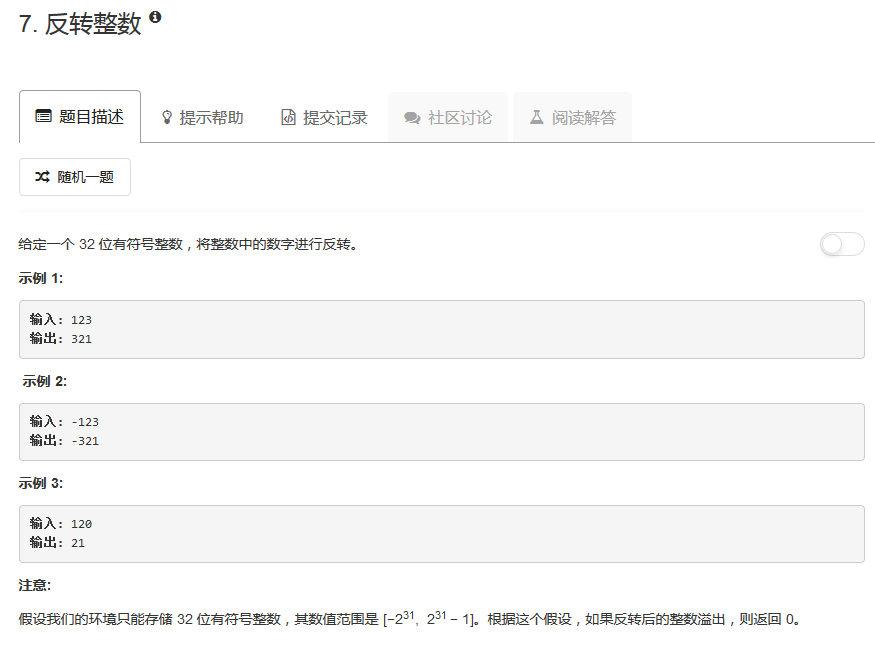 7. 反转整数
题目描述 提示帮助 提交记录 社区讨论 阅读解答
随机一题
给定一个 32 位有符号整数，将整数中的数字进行反转。
示例 1:
输入: 123
输出: 321
示例 2:
输入: -123
输出: -321
示例 3:
输入: 120
输出: 21
注意:
假设我们的环境只能存储 32 位有符号整数，其数值范围是 [−2³¹, 2³¹ − 1]。根据这个假设，如果反转后的整数溢出，则返回 0。